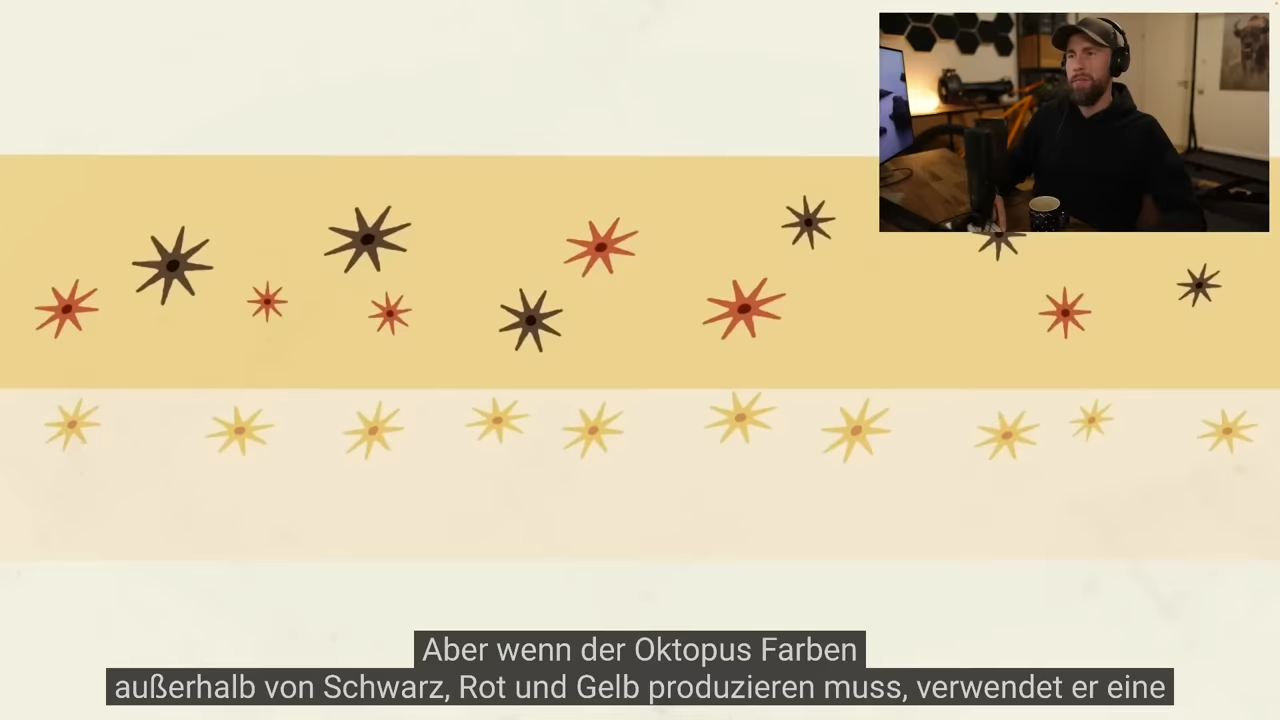 Aber wenn der Oktopus Farben
außerhalb von Schwarz, Rot und Gelb produzieren muss, verwendet er eine